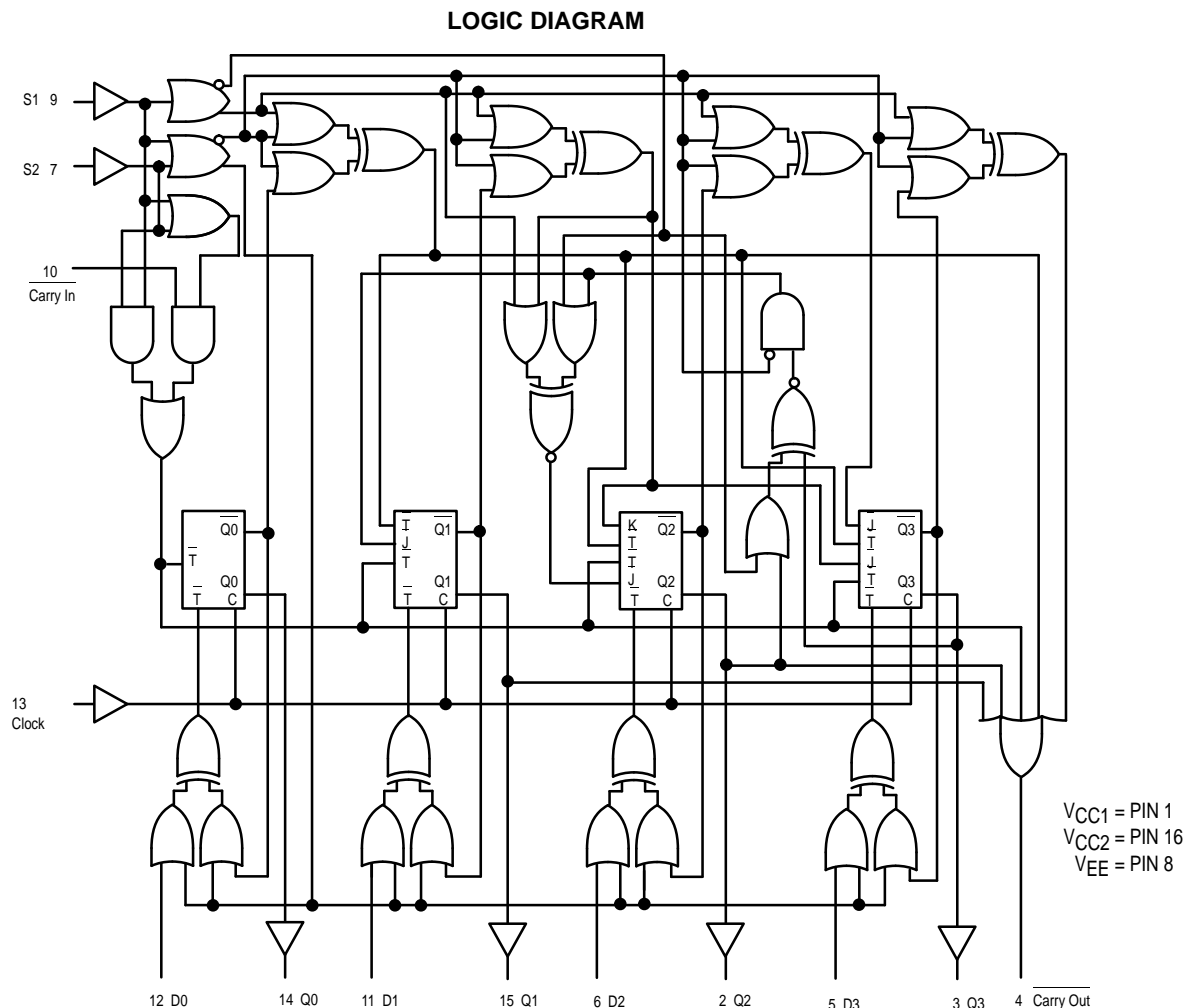 LOGIC DIAGRAM
S1 9
S2 7
10
Carry In
Q0
T
Q0
T C
Q1
J
T
Q1
T C
K
Q2
T
J
Q2
T C
J
Q3
T
J
T
Q3
T C
13
Clock
VCC1 = PIN 1
VCC2 = PIN 16
VEE = PIN 8
12 D0
14 Q0
11 D1
15 Q1
6 D2
2 Q2
5 D3
3 Q3
4 Carry Out